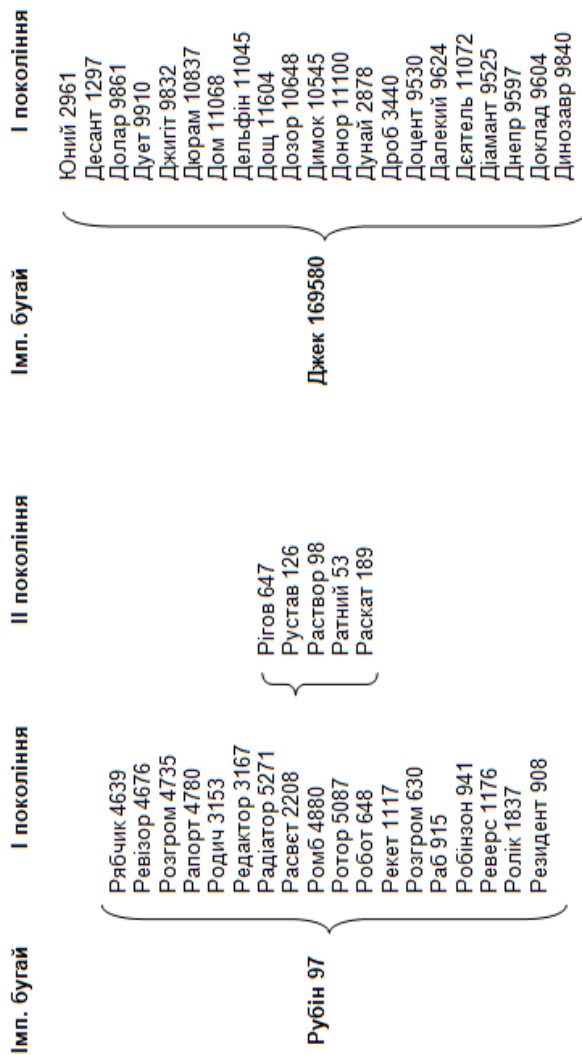 Імп. бугай
І покоління
ІІ покоління
Імп. бугай
І покоління
Рубін 97
Рябчик 4639
Ревізор 4676
Розгром 4735
Рапорт 4780
Родич 3153
Редактор 3167
Радіатор 5271
Расвєт 2208
Ромб 4880
Ротор 5087
Робот 648
Рекет 1117
Розгром 630
Раб 915
Робінзон 941
Реверс 1176
Ролік 1837
Резидент 908
Рігов 647
Рустав 126
Раствор 98
Ратний 53
Раскат 189
Джек 169580
Юний 2961
Десант 1297
Долар 9861
Дует 9910
Джигіт 9832
Дюрам 10837
Дом 11068
Дельфін 11045
Дощ 11604
Дозор 10648
Димок 10545
Донор 11100
Дунай 2878
Дроб 3440
Доцент 9530
Далекий 9624
Деятель 11072
Діамант 9525
Днепр 9597
Доклад 9604
Динозавр 9840